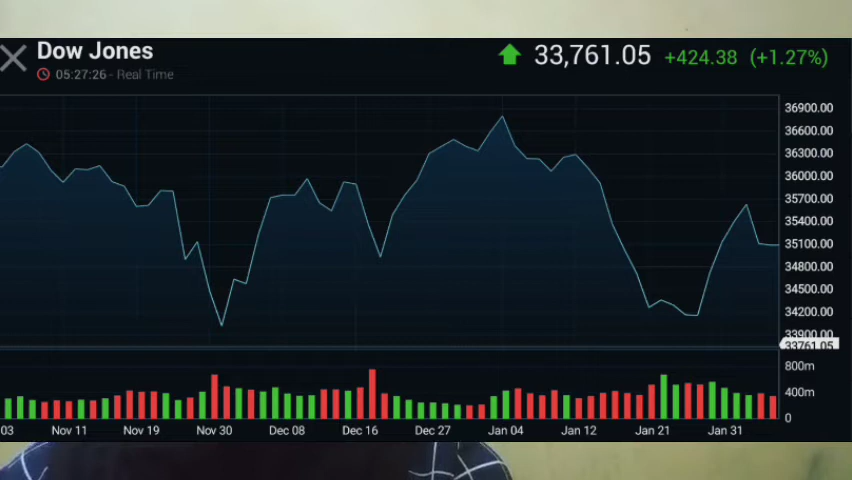 Dow Jones
33,761.05 +424.38 (+1.27%)
05:27:26 - Real Time
36900.00
36600.00
36300.00
36000.00
35700.00
35400.00
35100.00
34800.00
34500.00
34200.00
33900.00
33761.05
800m
400m
0
03 Nov 11 Nov 19 Nov 30 Dec 08 Dec 16 Dec 27 Jan 04 Jan 12 Jan 21 Jan 31